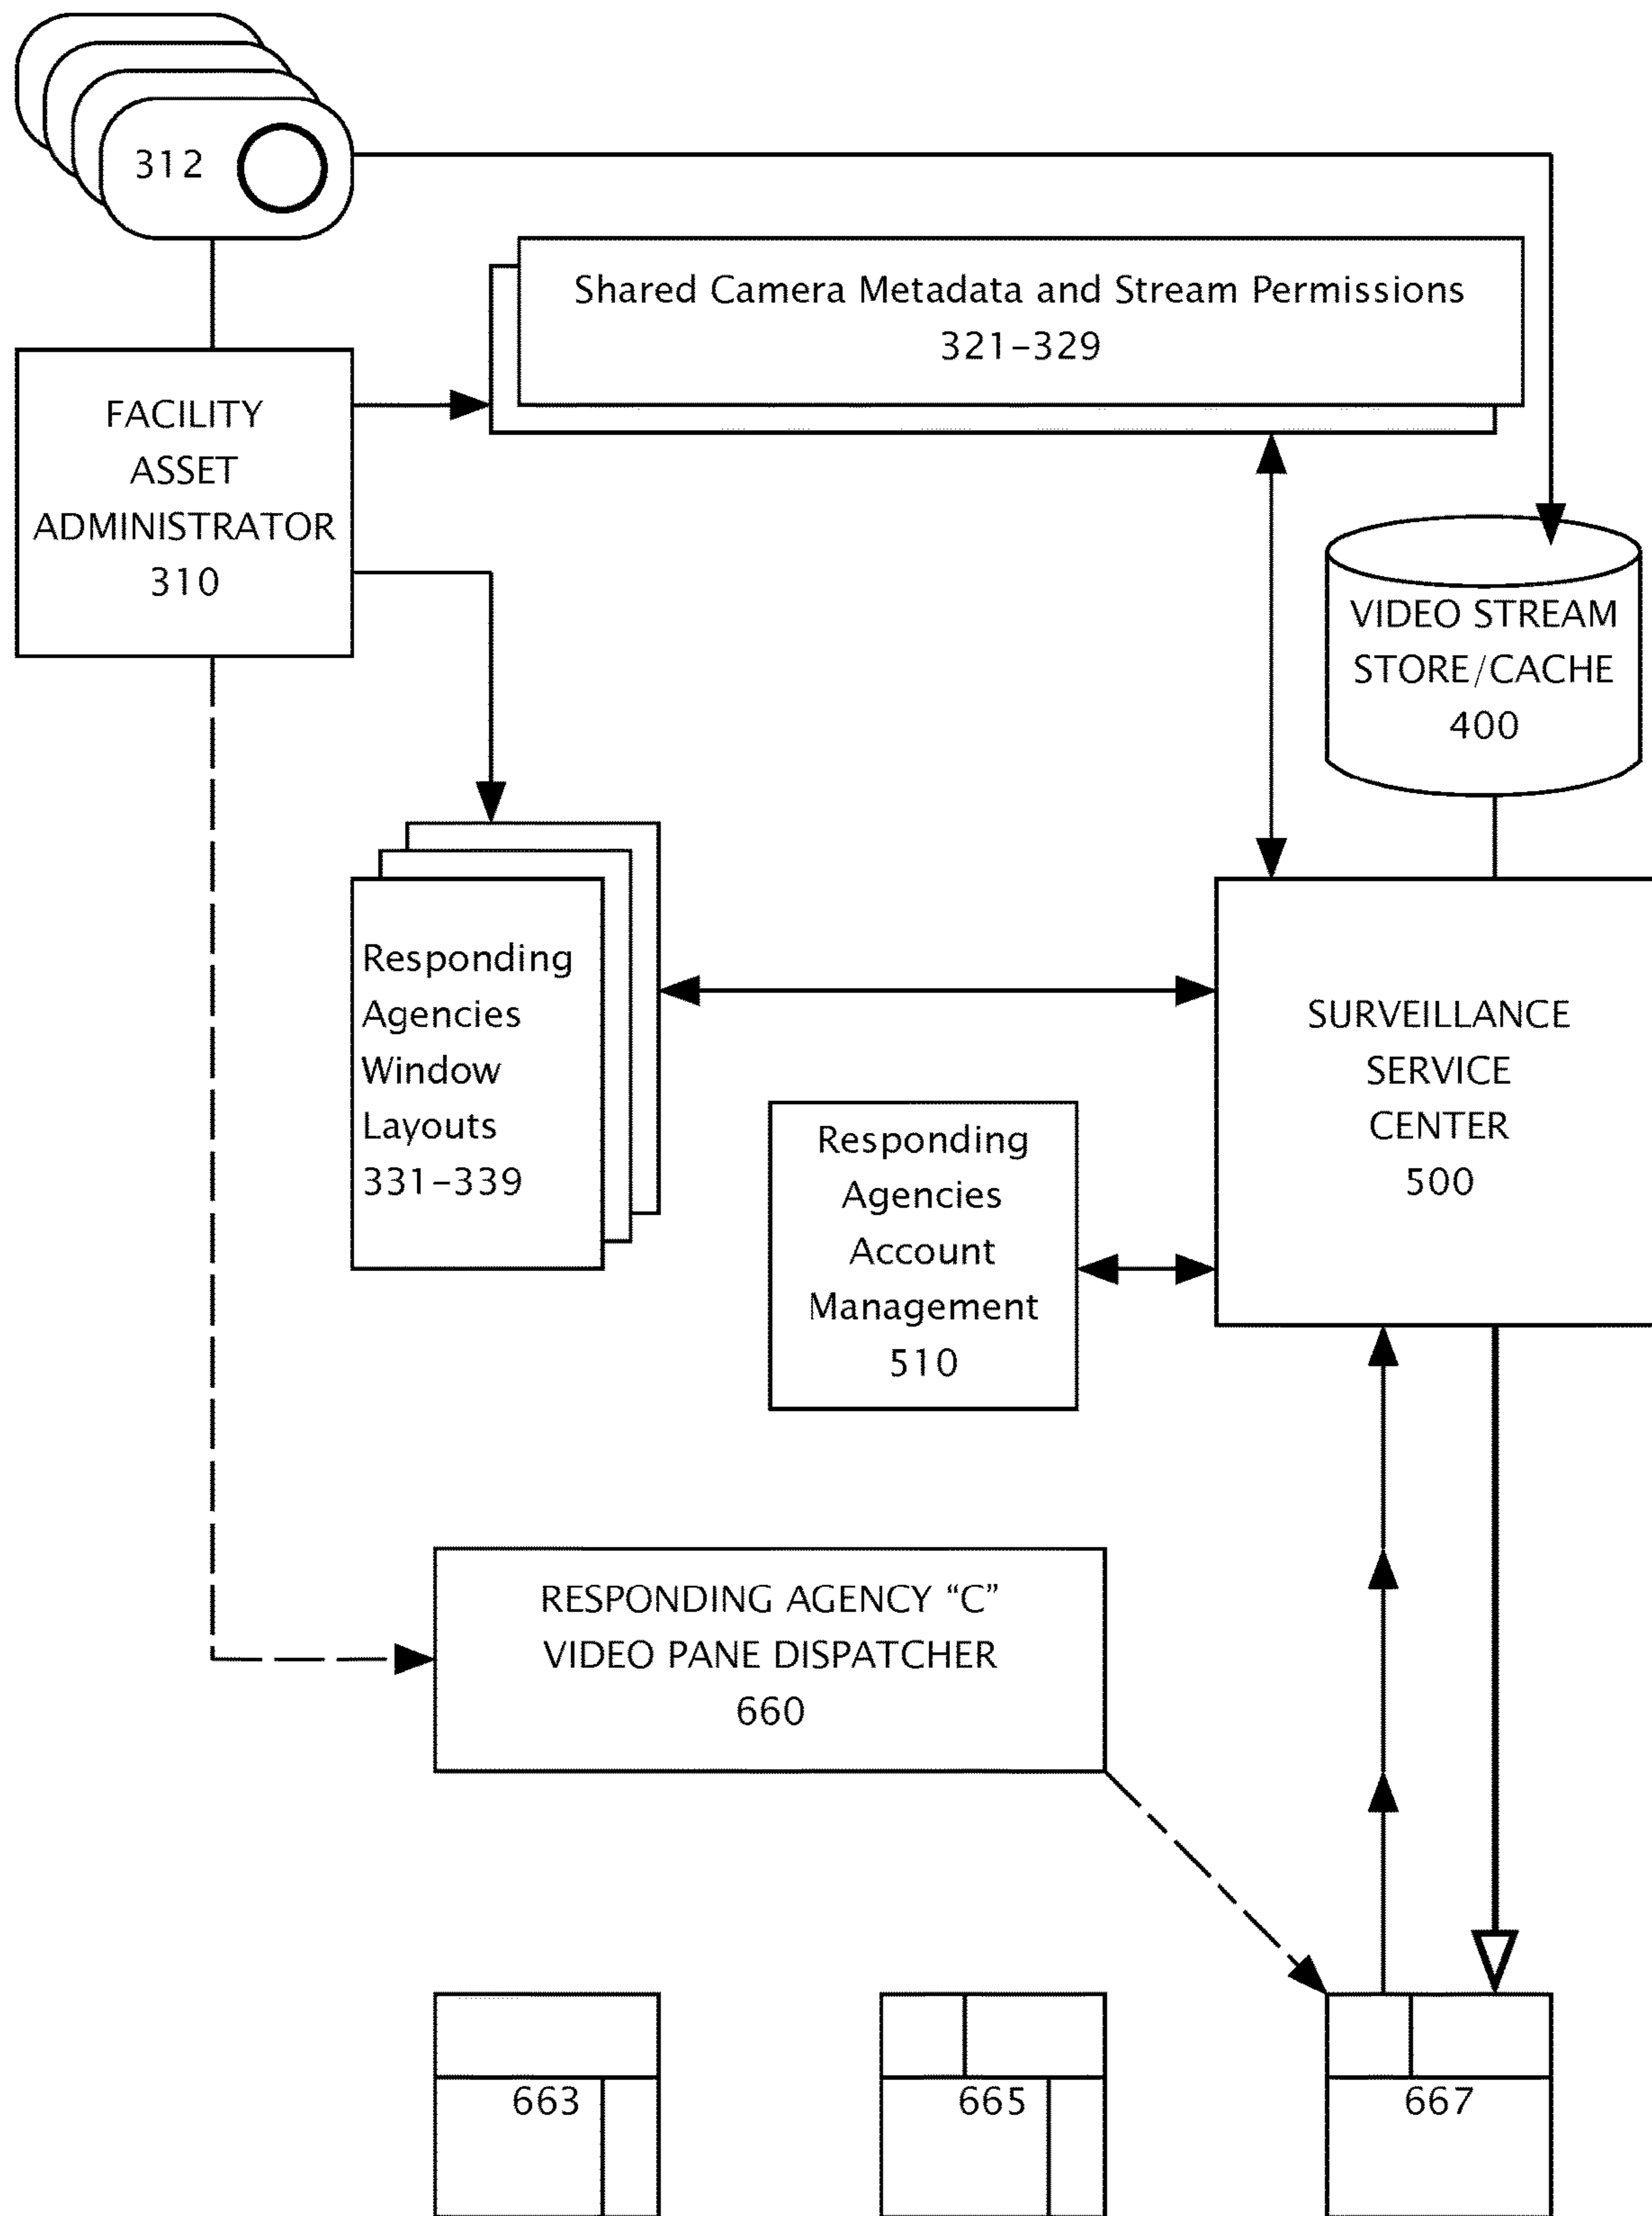 312
Shared Camera Metadata and Stream Permissions
321-329
FACILITY
ASSET
ADMINISTRATOR
310
VIDEO STREAM
STORE/CACHE
400
Responding
Agencies
Window
Layouts
331-339
SURVEILLANCE
SERVICE
CENTER
500
Responding
Agencies
Account
Management
510
RESPONDING AGENCY “C”
VIDEO PANE DISPATCHER
660
663
665
667